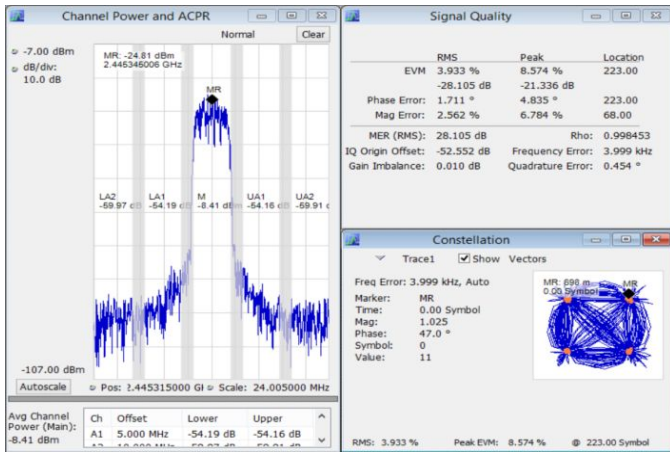 Channel Power and ACPR
Normal Clear
-7.00 dBm
dB/div:
10.0 dB
MR: -24.81 dBm
2.445346006 GHz
MR
LA2 LA1 M UA1 UA2
-59.97 dB -54.19 dB -8.41 dBm -54.16 dB -59.91 d
-107.00 dBm
Autoscale Pos: 2.445315000 GI Scale: 24.005000 MHz
Avg Channel
Power (Main):
-8.41 dBm
Ch Offset Lower Upper
A1 5.000 MHz -54.19 dB -54.16 dB
Signal Quality
RMS Peak Location
EVM 3.933 % 8.574 % 223.00
-28.105 dB -21.336 dB
Phase Error: 1.711 ° 4.835 ° 223.00
Mag Error: 2.562 % 6.784 % 68.00
MER (RMS): 28.105 dB Rho: 0.998453
IQ Origin Offset: -52.552 dB Frequency Error: 3.999 kHz
Gain Imbalance: 0.010 dB Quadrature Error: 0.454 °
Constellation
Trace1 Show Vectors
Freq Error: 3.999 kHz, Auto
Marker: MR
Time: 0.00 Symbol
Mag: 1.025
Phase: 47.0 °
Symbol: 0
Value: 11
MR: 698 m
0.00 Symbol
MR
RMS: 3.933 % Peak EVM: 8.574 % @ 223.00 Symbol